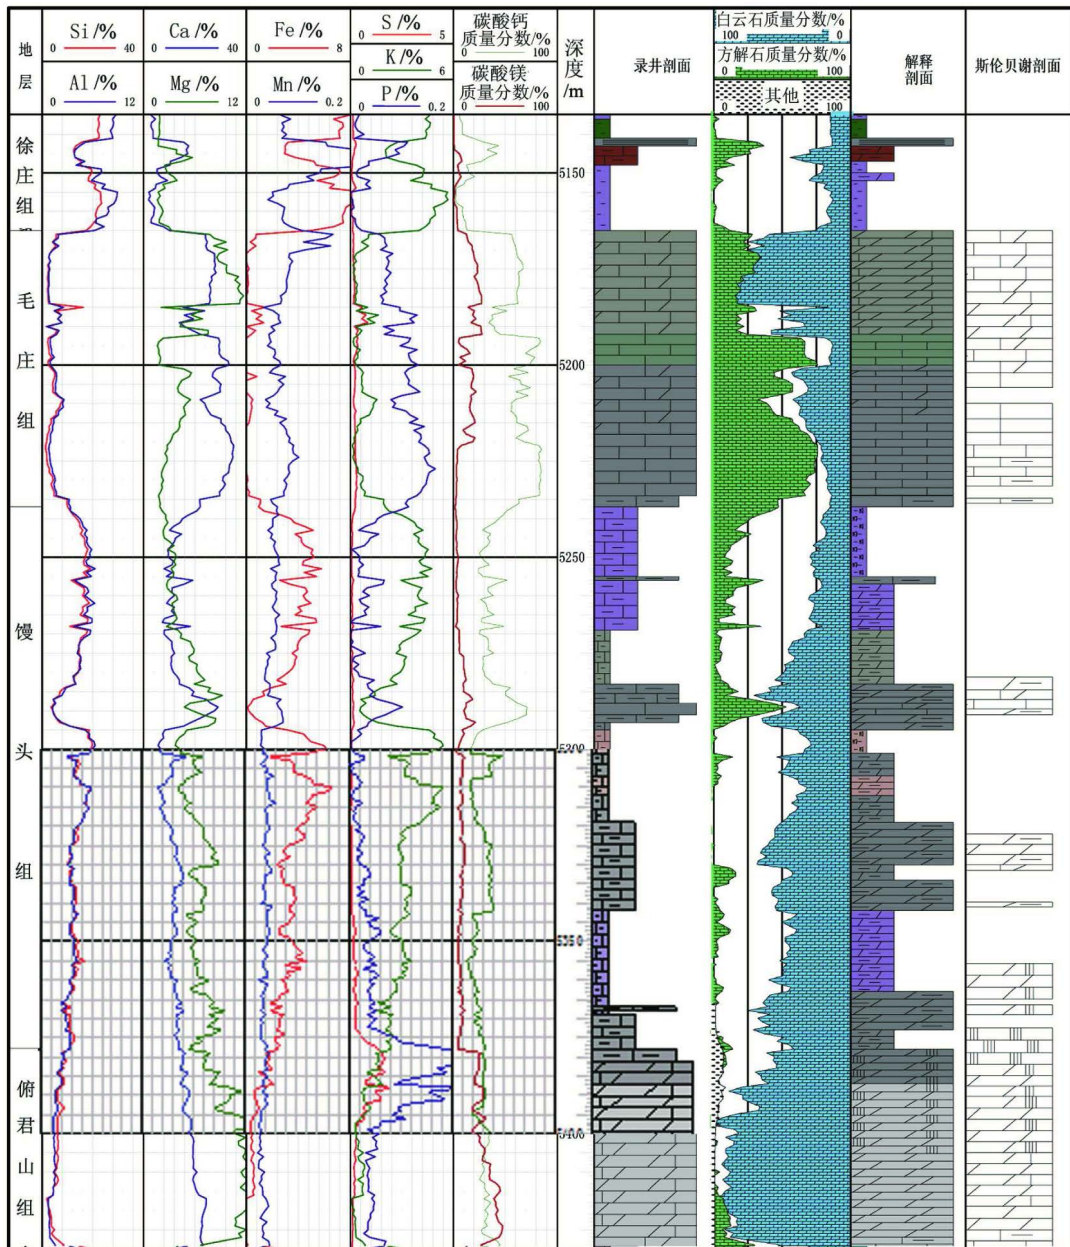 地层
Si/%
0 40
Al/%
0 12
Ca/%
0 40
Mg/%
0 12
Fe/%
0 8
Mn/%
0 0.2
S/%
0 5
K/%
0 6
P/%
0 0.2
碳酸钙
质量分数/%
0 100
碳酸镁
质量分数/%
0 100
深度/m
录井剖面
白云石质量分数/%
100 0
方解石质量分数/%
0 100
其他
0 100
解释
剖面
斯伦贝谢剖面
徐庄组
毛庄组
馒头组
府君山组
5150
5200
5250
5300
5350
5400